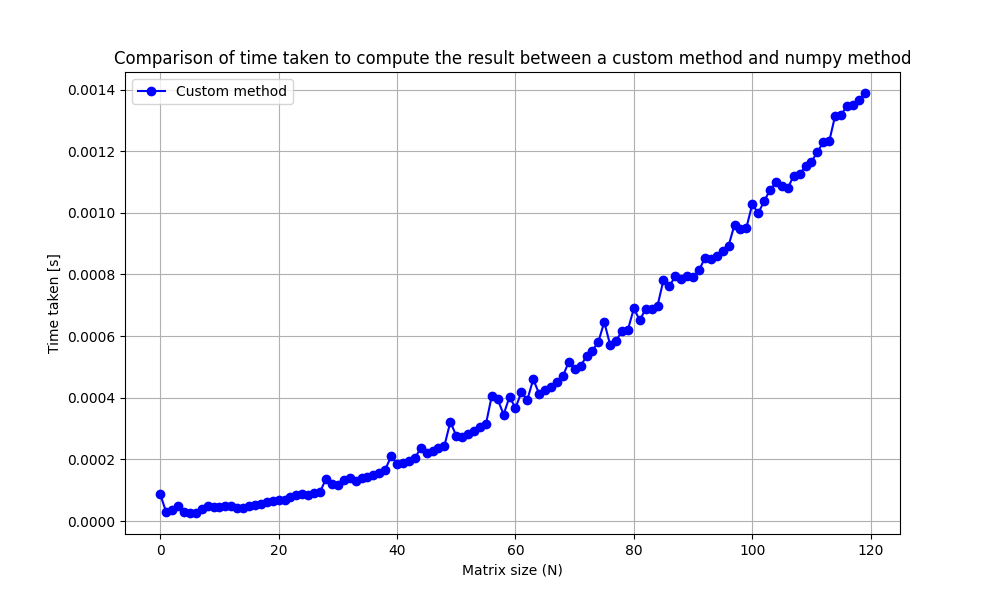 Comparison of time taken to compute the result between a custom method and numpy method
Custom method
0.0014
0.0012
0.0010
0.0008
0.0006
0.0004
0.0002
0.0000
Time taken [s]
0 20 40 60 80 100 120
Matrix size (N)